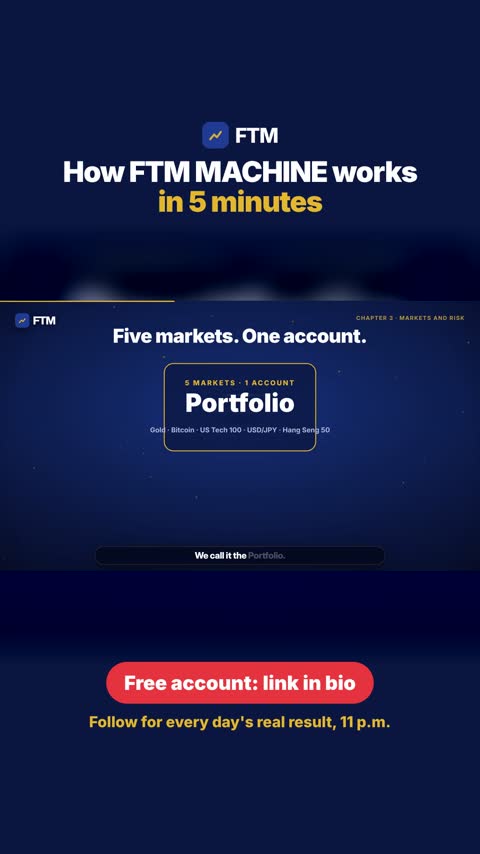 FTM
How FTM MACHINE works
in 5 minutes
FTM
CHAPTER 3 · MARKETS AND RISK
Five markets. One account.
5 MARKETS · 1 ACCOUNT
Portfolio
Gold · Bitcoin · US Tech 100 · USD/JPY · Hang Seng 50
We call it the Portfolio.
Free account: link in bio
Follow for every day's real result, 11 p.m.